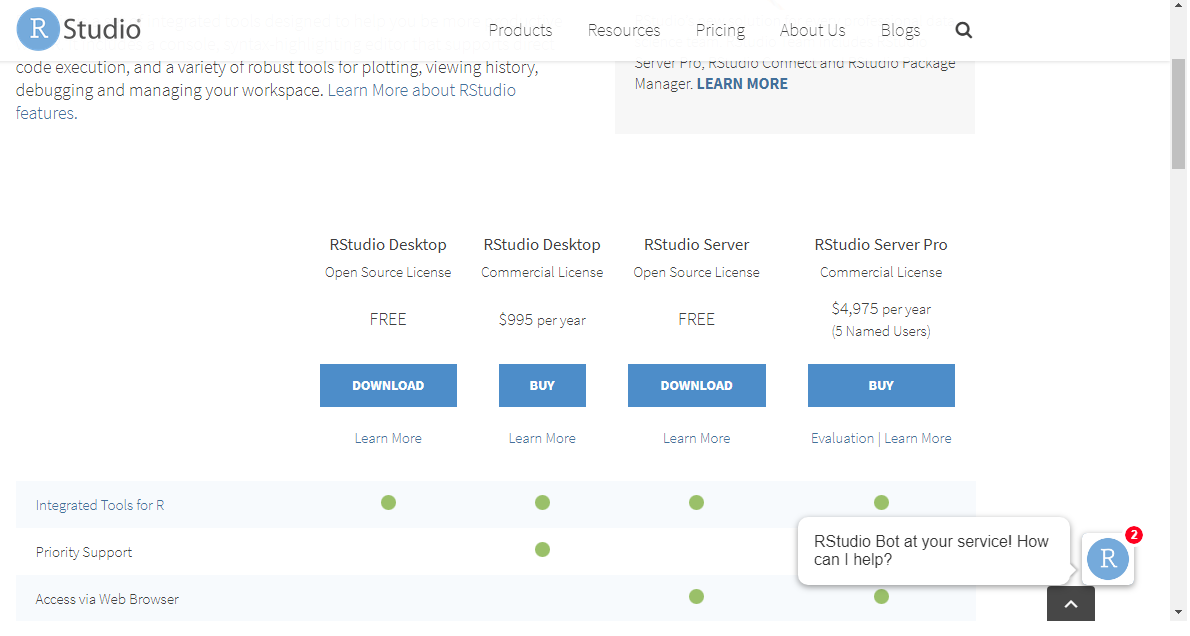 R Studio
Products Resources Pricing About Us Blogs
code execution, and a variety of robust tools for plotting, viewing history,
debugging and managing your workspace. Learn More about RStudio
features.
Server Pro, RStudio Connect and RStudio Package
Manager. LEARN MORE
RStudio Desktop RStudio Desktop RStudio Server RStudio Server Pro
Open Source License Commercial License Open Source License Commercial License
FREE $995 per year FREE $4,975 per year
(5 Named Users)
DOWNLOAD BUY DOWNLOAD BUY
Learn More Learn More Learn More Evaluation | Learn More
Integrated Tools for R
Priority Support
Access via Web Browser
RStudio Bot at your service! How
can I help?
R
2